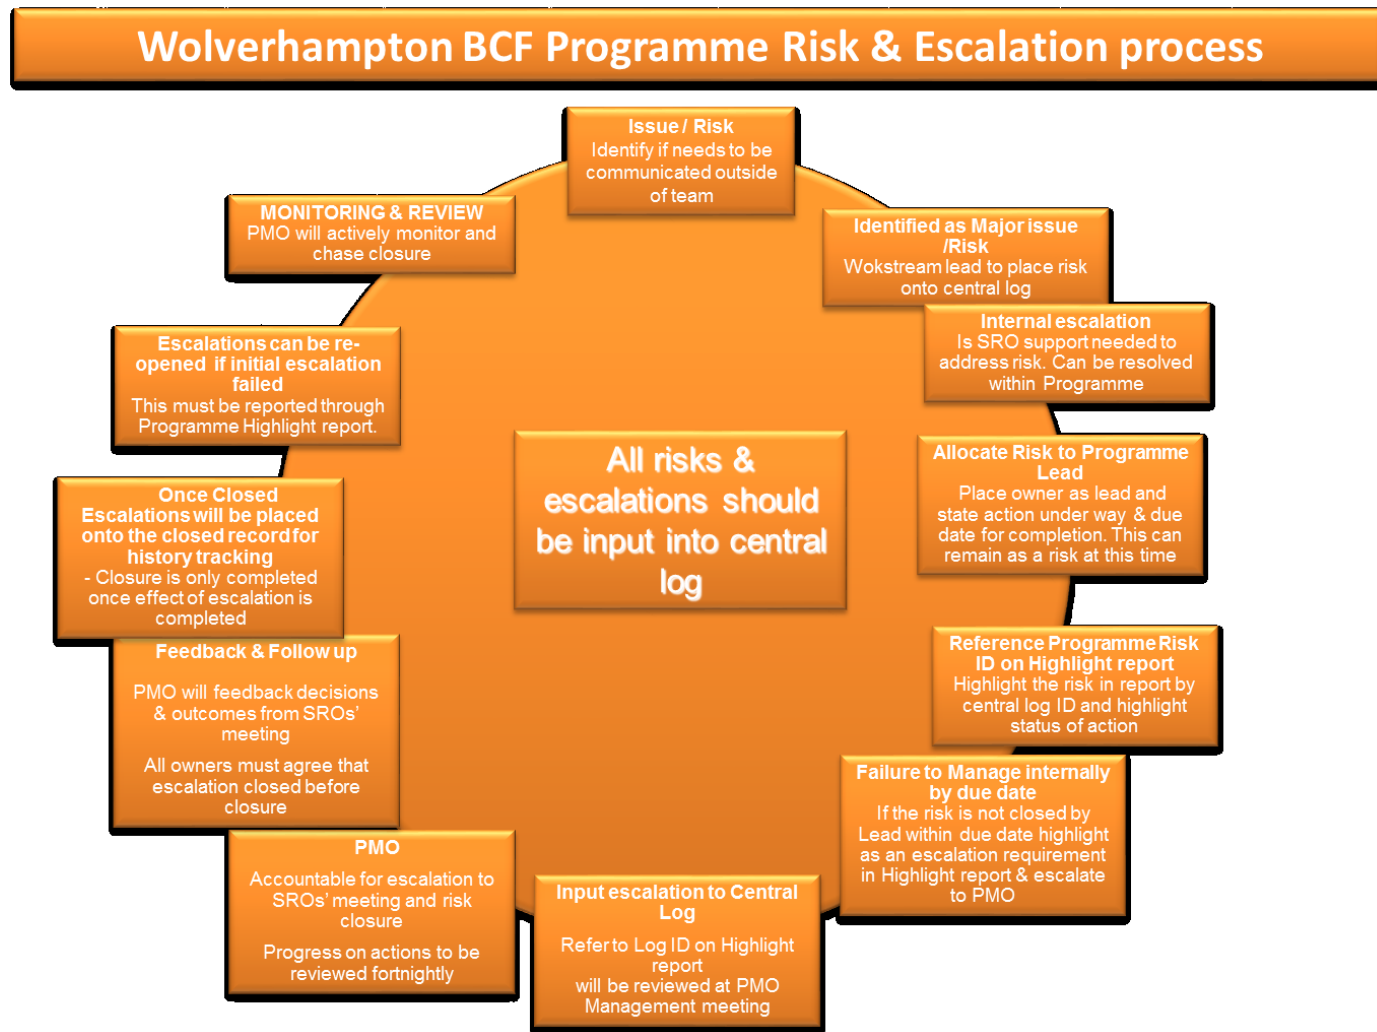 Wolverhampton BCF Programme Risk & Escalation process
Issue / Risk
Identify if needs to be
communicated outside
of team
Identified as Major issue
/Risk
Wokstream lead to place risk
onto central log
Internal escalation
Is SRO support needed to
address risk. Can be resolved
within Programme
Allocate Risk to Programme
Lead
Place owner as lead and
state action under way & due
date for completion. This can
remain as a risk at this time
Reference Programme Risk
ID on Highlight report
Highlight the risk in report by
central log ID and highlight
status of action
Failure to Manage internally
by due date
If the risk is not closed by
Lead within due date highlight
as an escalation requirement
in Highlight report & escalate
to PMO
Input escalation to Central
Log
Refer to Log ID on Highlight
report
will be reviewed at PMO
Management meeting
PMO
Accountable for escalation to
SROs' meeting and risk
closure
Progress on actions to be
reviewed fortnightly
Feedback & Follow up
PMO will feedback decisions
& outcomes from SROs'
meeting
All owners must agree that
escalation closed before
closure
Once Closed
Escalations will be placed
onto the closed record for
history tracking
- Closure is only completed
once effect of escalation is
completed
Escalations can be re-
opened if initial escalation
failed
This must be reported through
Programme Highlight report.
MONITORING & REVIEW
PMO will actively monitor and
chase closure
All risks &
escalations should
be input into central
log